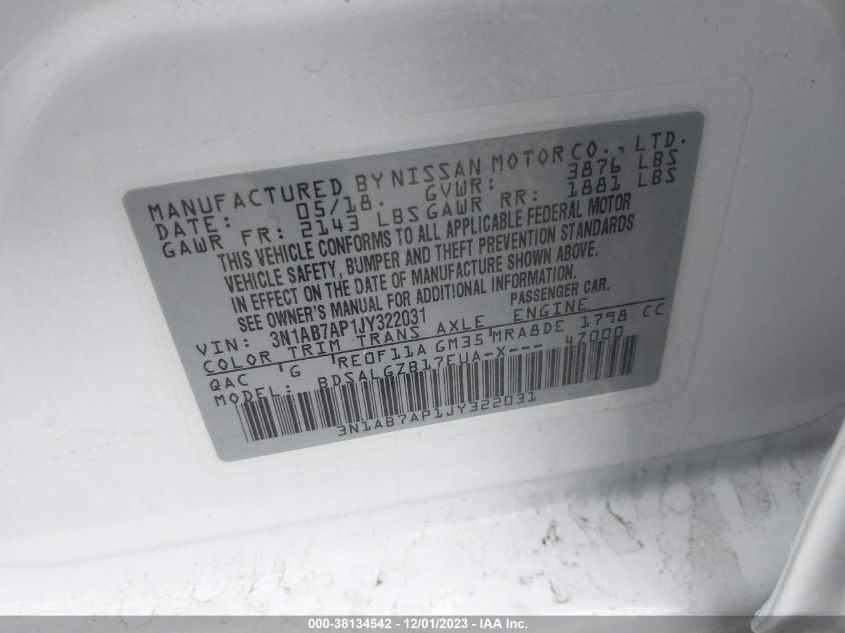 MANUFACTURED BY NISSAN MOTOR CO., LTD.
DATE: 05/18. GVWR: 3876 LBS
GAWR FR: 2143 LBS GAWR RR: 1881 LBS
THIS VEHICLE CONFORMS TO ALL APPLICABLE FEDERAL MOTOR
VEHICLE SAFETY, BUMPER AND THEFT PREVENTION STANDARDS
IN EFFECT ON THE DATE OF MANUFACTURE SHOWN ABOVE.
SEE OWNER'S MANUAL FOR ADDITIONAL INFORMATION.
VIN: 3N1AB7AP1JY322031 PASSENGER CAR.
COLOR TRIM TRANS AXLE ENGINE
QAC G RE0F11A GM35 MRA8DE 1798 CC
MODEL: BDSALGZB17EUA-X--- 47000
3N1AB7AP1JY322031
000-38134542 - 12/01/2023 - IAA Inc.